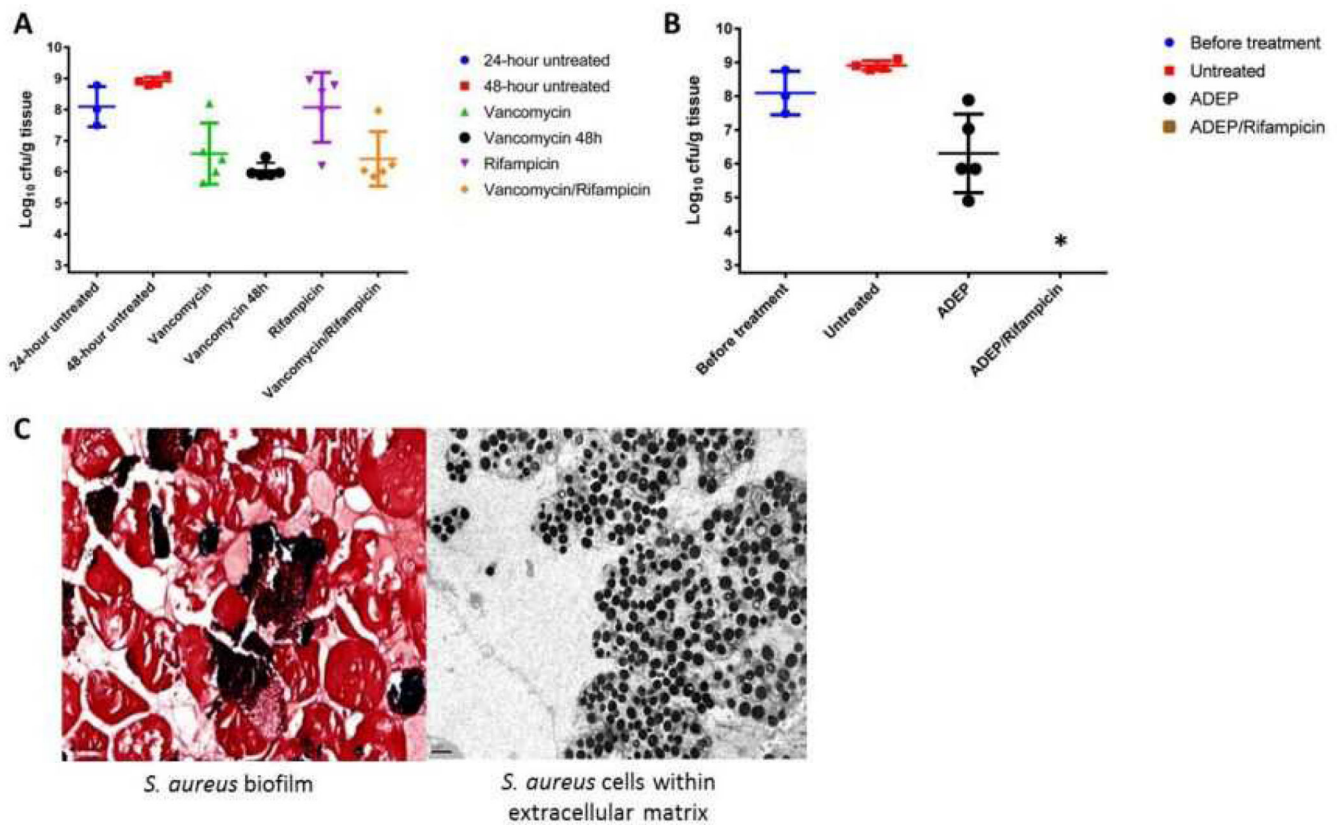 A
Log10 cfu/g tissue
10
9
8
7
6
5
4
3
24-hour untreated
48-hour untreated
Vancomycin
Vancomycin 48h
Rifampicin
Vancomycin/Rifampicin
24-hour untreated
48-hour untreated
Vancomycin
Vancomycin 48h
Rifampicin
Vancomycin/Rifampicin
B
Log10 cfu/g tissue
10
9
8
7
6
5
4
3
*
Before treatment
Untreated
ADEP
ADEP/Rifampicin
Before treatment
Untreated
ADEP
ADEP/Rifampicin
C
S. aureus biofilm
S. aureus cells within
extracellular matrix